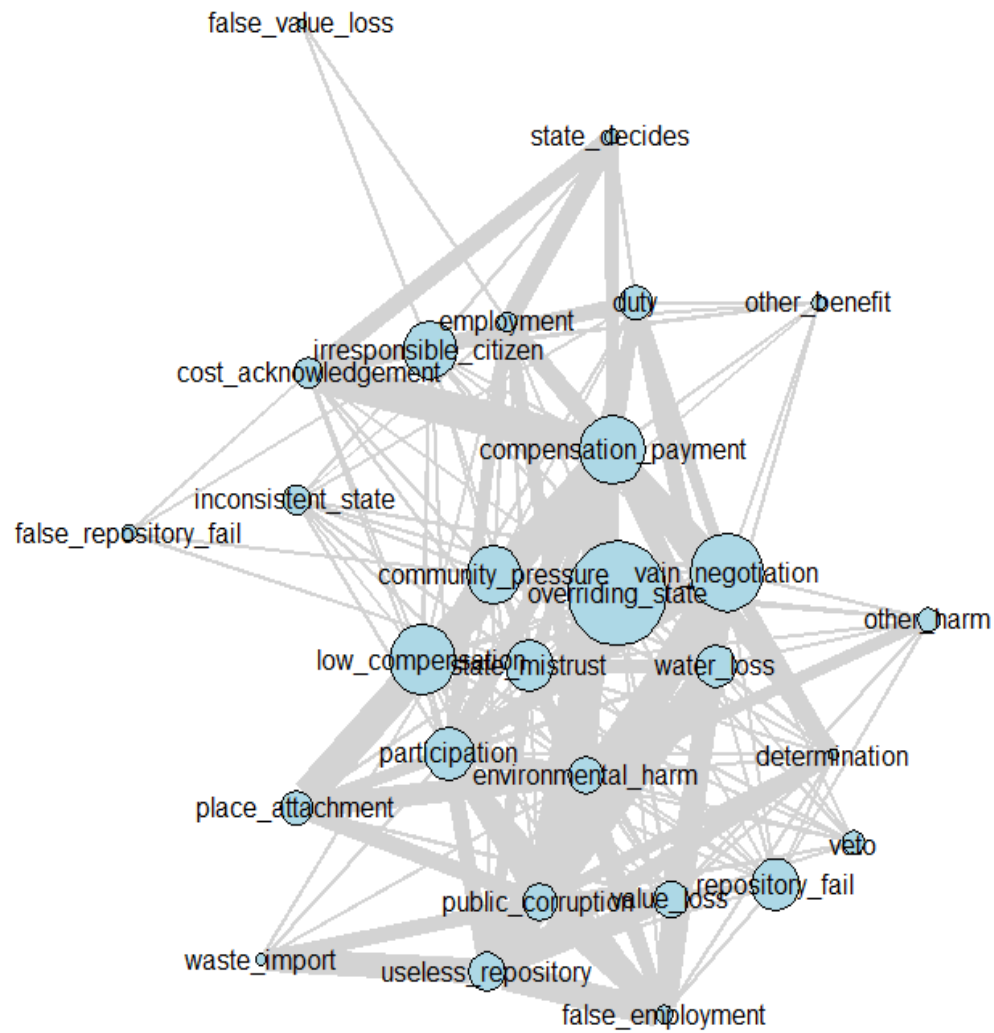 false_value_loss
state_decides
duty
other_benefit
employment
irresponsible_citizen
cost_acknowledgement
compensation_payment
inconsistent_state
false_repository_fail
community_pressure
vain_negotiation
overriding_state
other_harm
low_compensation
state_mistrust
water_loss
participation
environmental_harm
determination
place_attachment
veto
repository_fail
public_corruption
value_loss
waste_import
useless_repository
false_employment